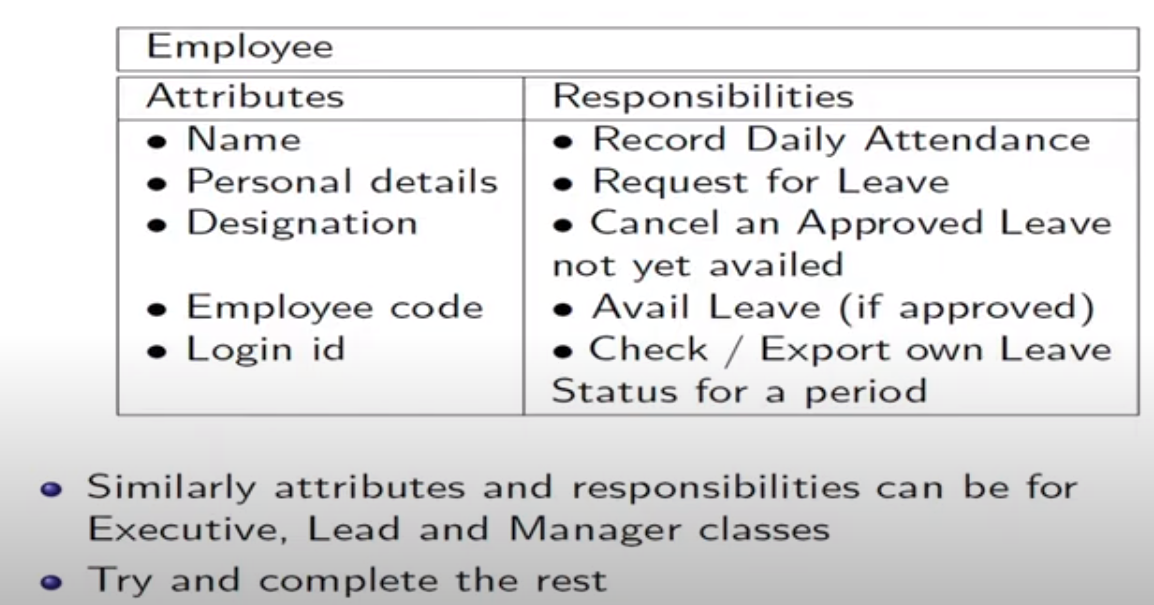 Employee
Attributes Responsibilities
• Name • Record Daily Attendance
• Personal details • Request for Leave
• Designation • Cancel an Approved Leave
not yet availed
• Employee code • Avail Leave (if approved)
• Login id • Check / Export own Leave
Status for a period
• Similarly attributes and responsibilities can be for
Executive, Lead and Manager classes
• Try and complete the rest